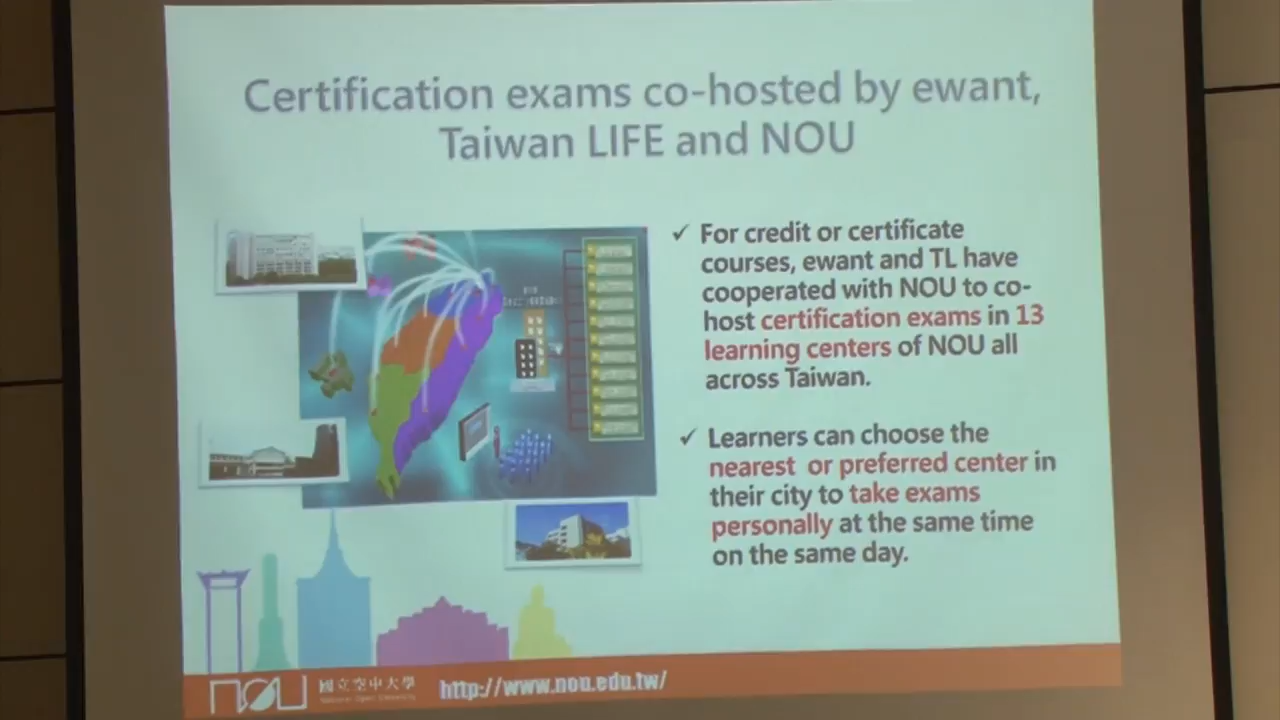 Certification exams co-hosted by ewant,
Taiwan LIFE and NOU
✓ For credit or certificate
courses, ewant and TL have
cooperated with NOU to co-
host certification exams in 13
learning centers of NOU all
across Taiwan.
✓ Learners can choose the
nearest or preferred center in
their city to take exams
personally at the same time
on the same day.
nou 國立空中大學
National Open University
http://www.nou.edu.tw/